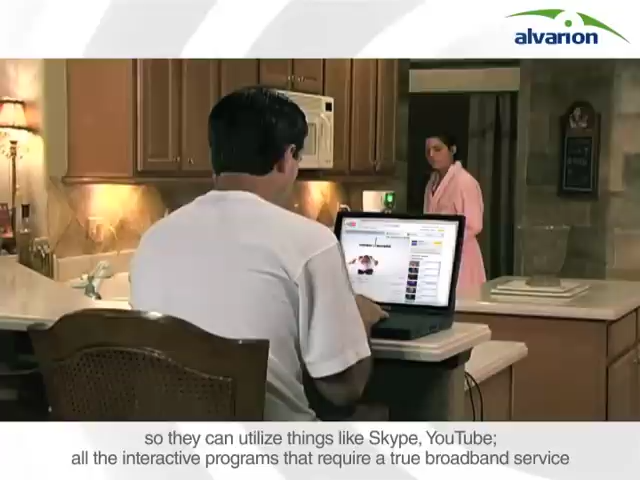 alvarion
so they can utilize things like Skype, YouTube;
all the interactive programs that require a true broadband service